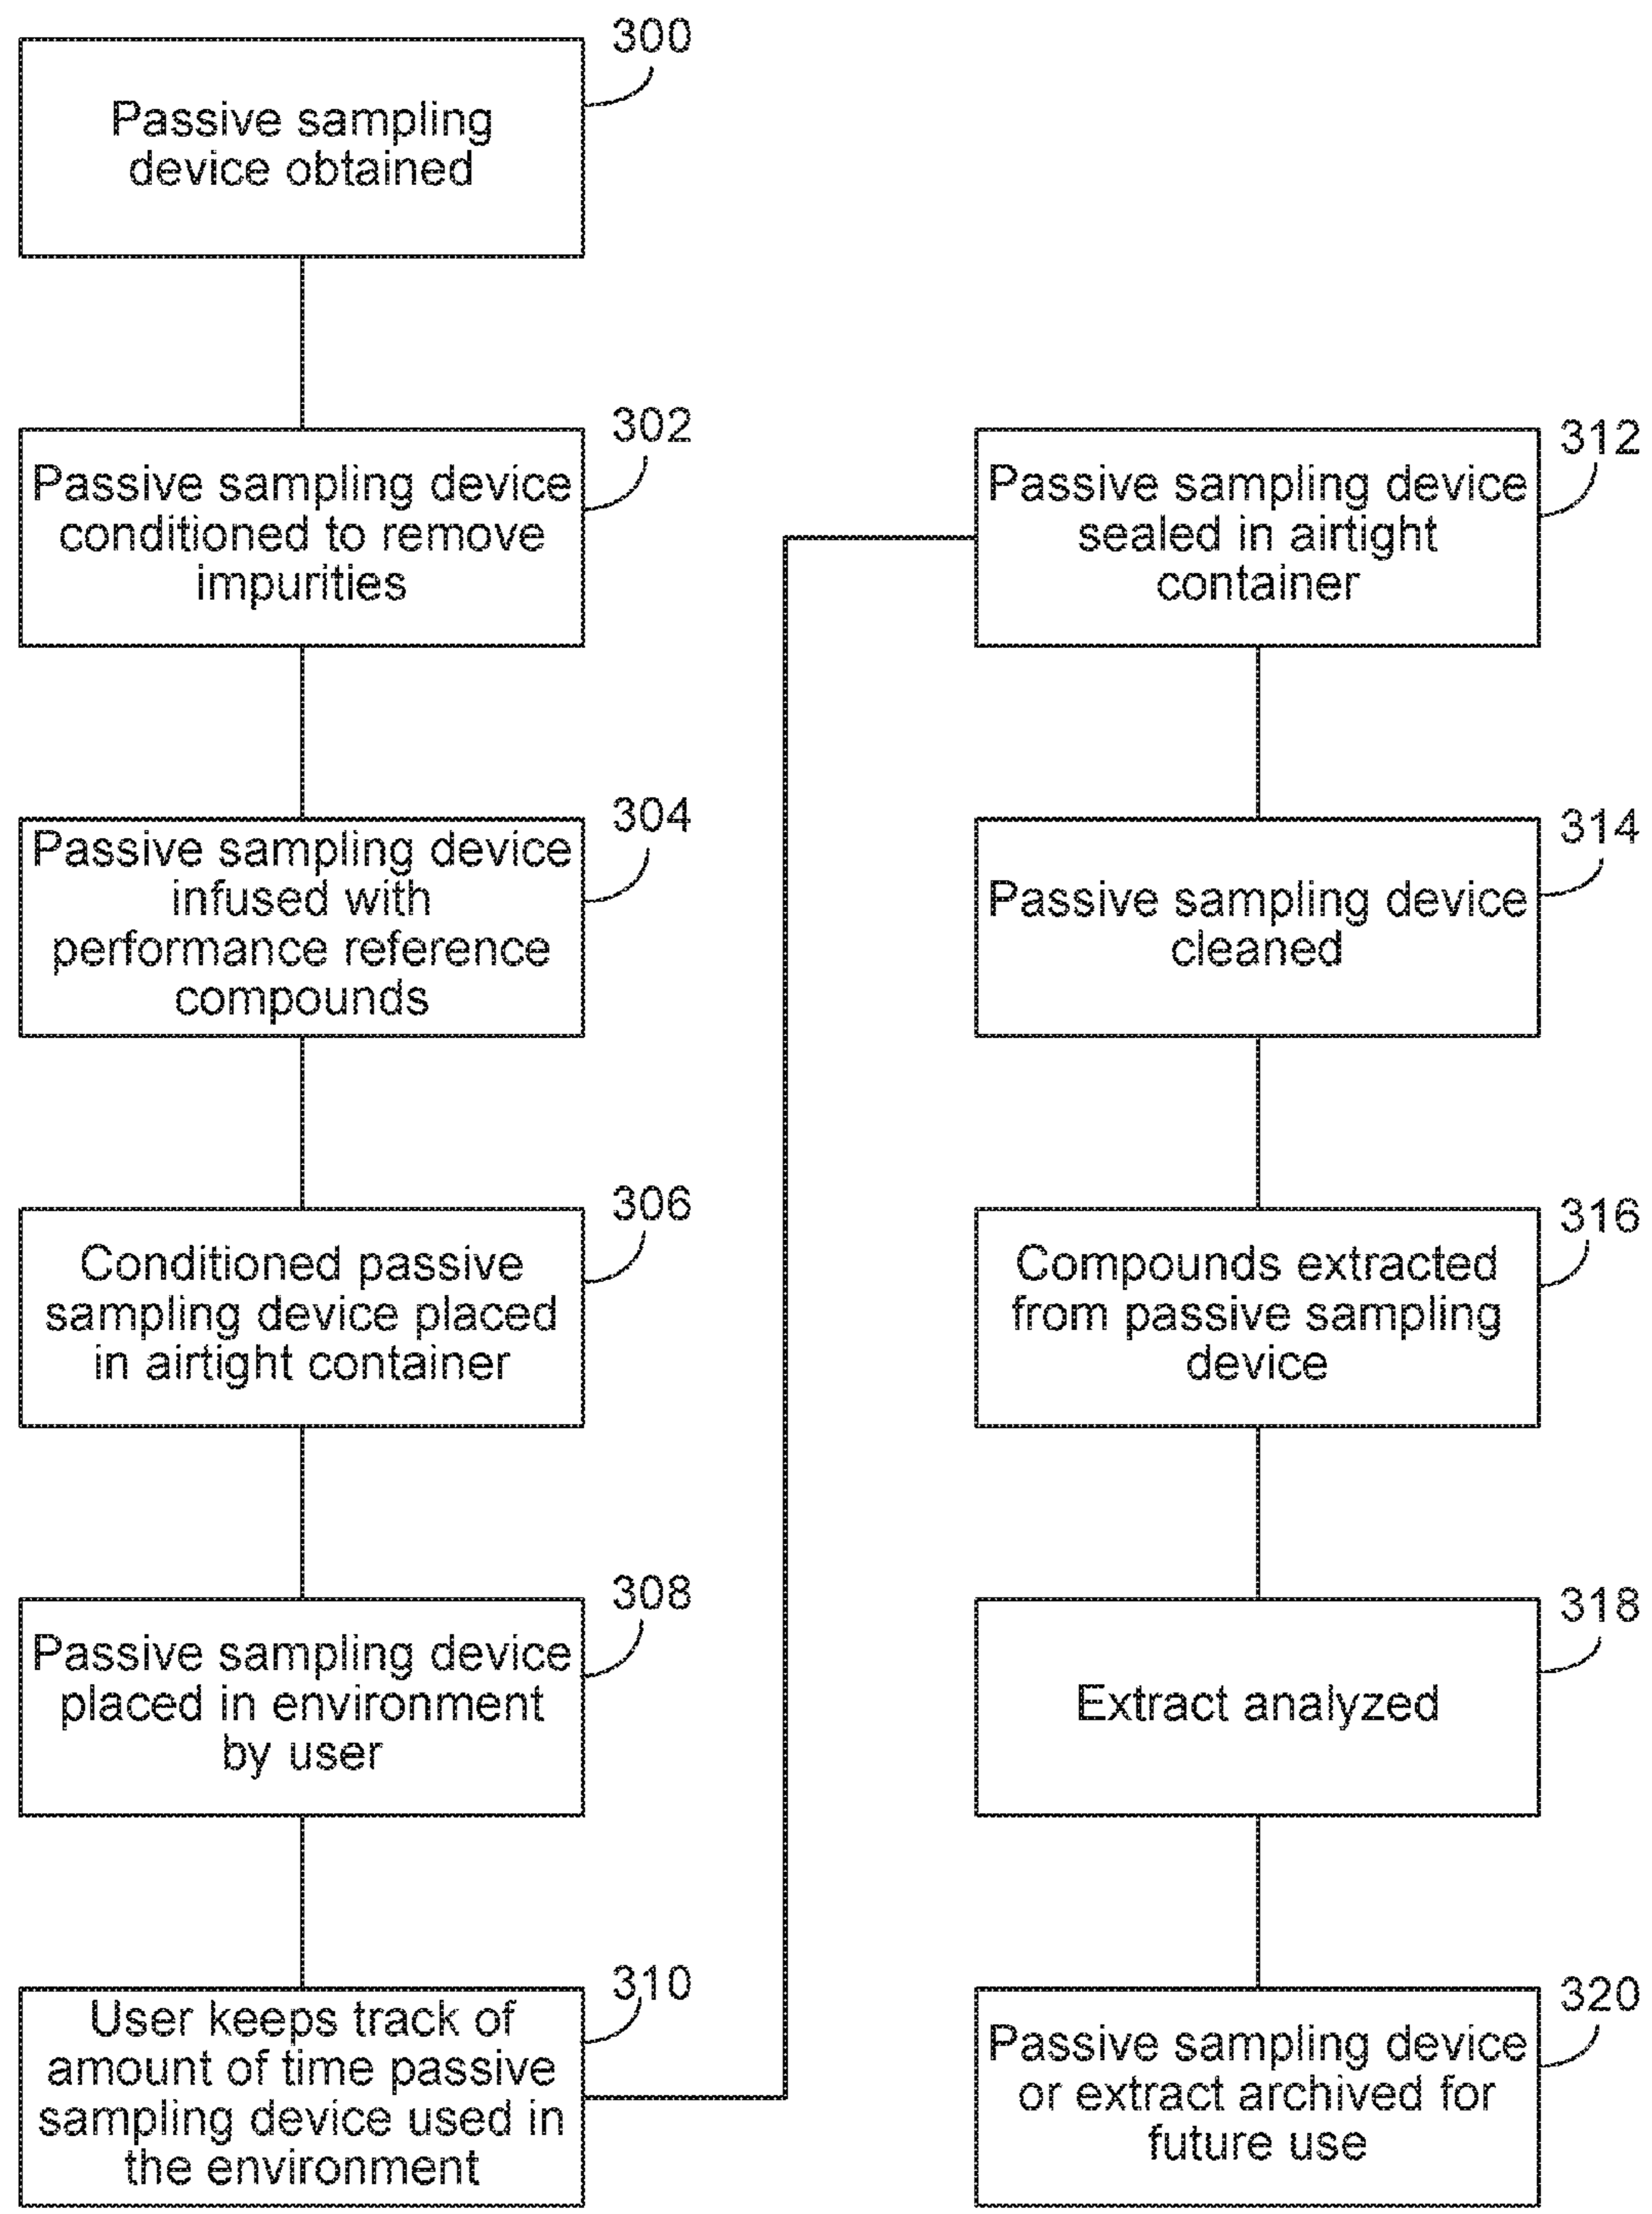 300
Passive sampling
device obtained
302
Passive sampling device
conditioned to remove
impurities
304
Passive sampling device
infused with
performance reference
compounds
306
Conditioned passive
sampling device placed
in airtight container
308
Passive sampling device
placed in environment
by user
310
User keeps track of
amount of time passive
sampling device used in
the environment
312
Passive sampling device
sealed in airtight
container
314
Passive sampling device
cleaned
316
Compounds extracted
from passive sampling
device
318
Extract analyzed
320
Passive sampling device
or extract archived for
future use